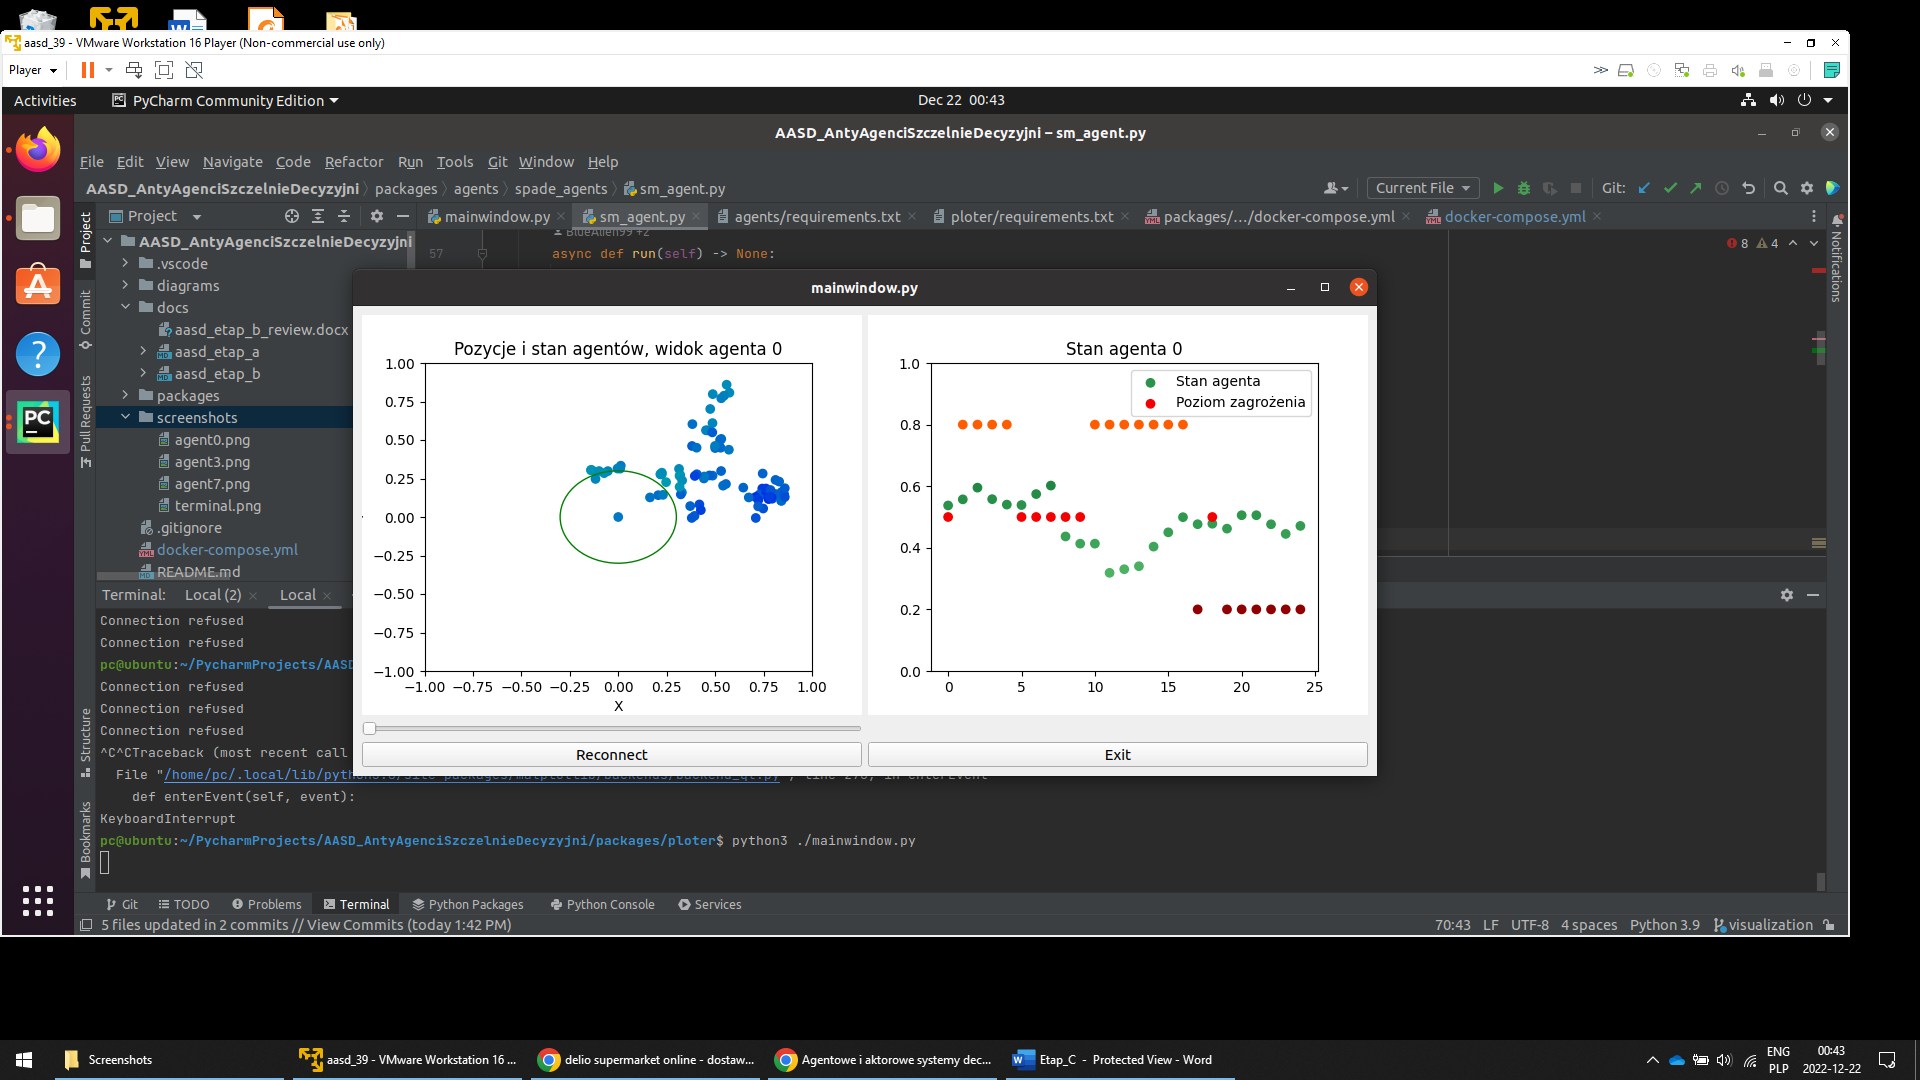 aasd_39 - VMware Workstation 16 Player (Non-commercial use only)
Player
Activities
PyCharm Community Edition
Dec 22 00:43
AASD_AntyAgenciSzczelnieDecyzyjni – sm_agent.py
File Edit View Navigate Code Refactor Run Tools Git Window Help
AASD_AntyAgenciSzczelnieDecyzyjni packages agents spade_agents sm_agent.py
Current File
Git:
Project
mainwindow.py sm_agent.py agents/requirements.txt ploter/requirements.txt packages/.../docker-compose.yml docker-compose.yml
AASD_AntyAgenciSzczelnieDecyzyjni
.vscode
diagrams
docs
aasd_etap_b_review.docx
aasd_etap_a
aasd_etap_b
packages
screenshots
agent0.png
agent3.png
agent7.png
terminal.png
.gitignore
docker-compose.yml
README.md
Project
Commit
Pull Requests
Structure
Bookmarks
Notifications
BlueAlien99 +2
57 async def run(self) -> None:
8 4
mainwindow.py
Pozycje i stan agentów, widok agenta 0
1.00
0.75
0.50
0.25
0.00
−0.25
−0.50
−0.75
−1.00
−1.00 −0.75 −0.50 −0.25 0.00 0.25 0.50 0.75 1.00
X
Stan agenta 0
Stan agenta
Poziom zagrożenia
1.0
0.8
0.6
0.4
0.2
0.0
0 5 10 15 20 25
Reconnect
Exit
Terminal: Local (2) Local
Connection refused
Connection refused
pc@ubuntu:~/PycharmProjects/AASD
Connection refused
Connection refused
Connection refused
^C^CTraceback (most recent call
File "/home/pc/.local/lib/python3.8/site-packages/matplotlib/backends/backend_qt.py", line 278, in enterEvent
def enterEvent(self, event):
KeyboardInterrupt
pc@ubuntu:~/PycharmProjects/AASD_AntyAgenciSzczelnieDecyzyjni/packages/ploter$ python3 ./mainwindow.py
Git TODO Problems Terminal Python Packages Python Console Services
5 files updated in 2 commits // View Commits (today 1:42 PM)
70:43 LF UTF-8 4 spaces Python 3.9 visualization
Screenshots
aasd_39 - VMware Workstation 16 ...
delio supermarket online - dostaw...
Agentowe i aktorowe systemy dec...
Etap_C - Protected View - Word
ENG
PLP
00:43
2022-12-22